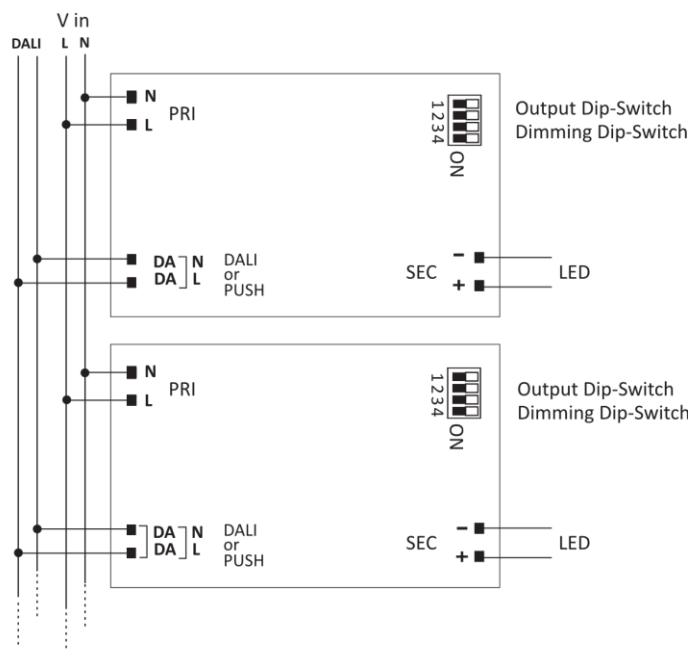 V in
DALI L N
N
PRI
L
1234
ON
Output Dip-Switch
Dimming Dip-Switch
DA N DALI
or
DA L PUSH
SEC
-
+
LED
N
PRI
L
1234
ON
Output Dip-Switch
Dimming Dip-Switch
DA N DALI
or
DA L PUSH
SEC
-
+
LED